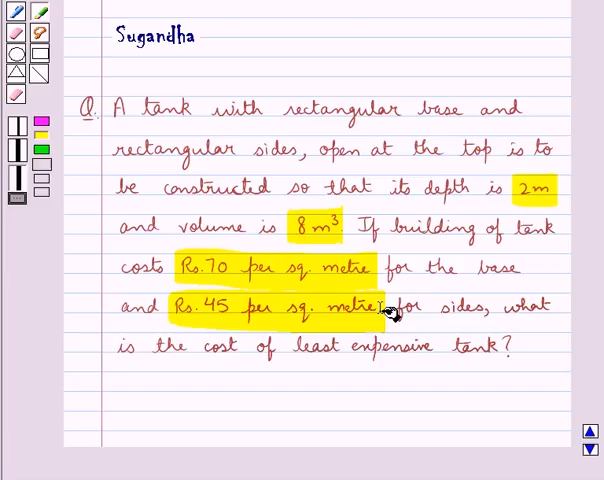 Sugandha
Q. A tank with rectangular base and
rectangular sides, open at the top is to
be constructed so that its depth is 2m
and volume is 8 m³. If building of tank
costs Rs.70 per sq. metre for the base
and Rs.45 per sq. metre for sides, what
is the cost of least expensive tank?